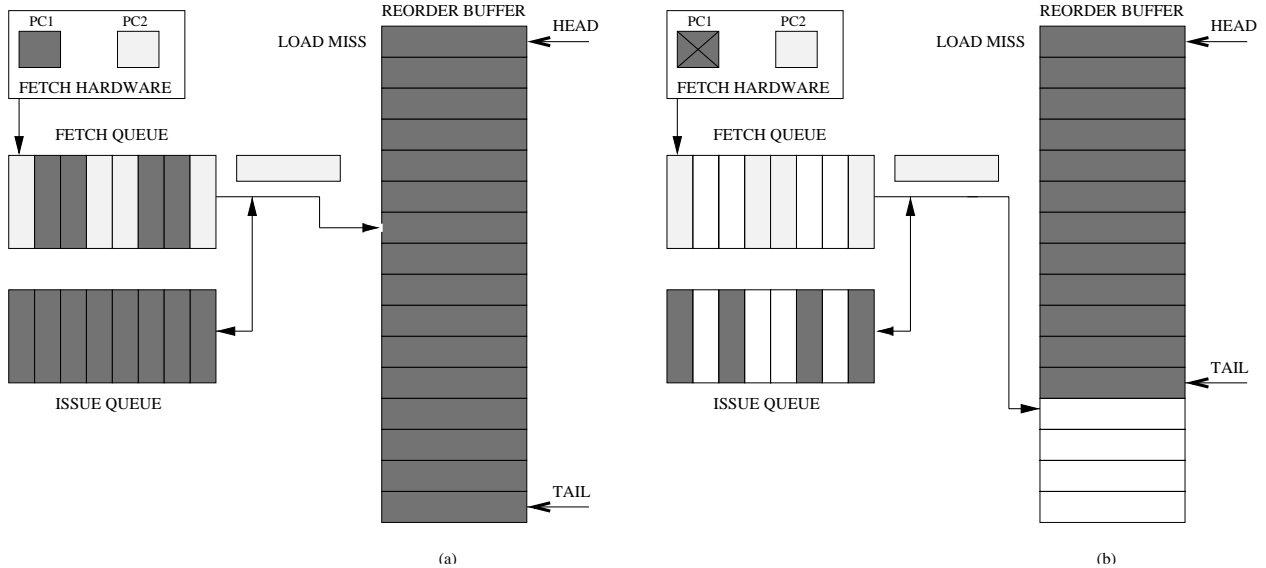 PC1 PC2
FETCH HARDWARE
LOAD MISS
REORDER BUFFER
HEAD
FETCH QUEUE
ISSUE QUEUE
TAIL
(a)
PC1 PC2
FETCH HARDWARE
LOAD MISS
REORDER BUFFER
HEAD
FETCH QUEUE
ISSUE QUEUE
TAIL
(b)